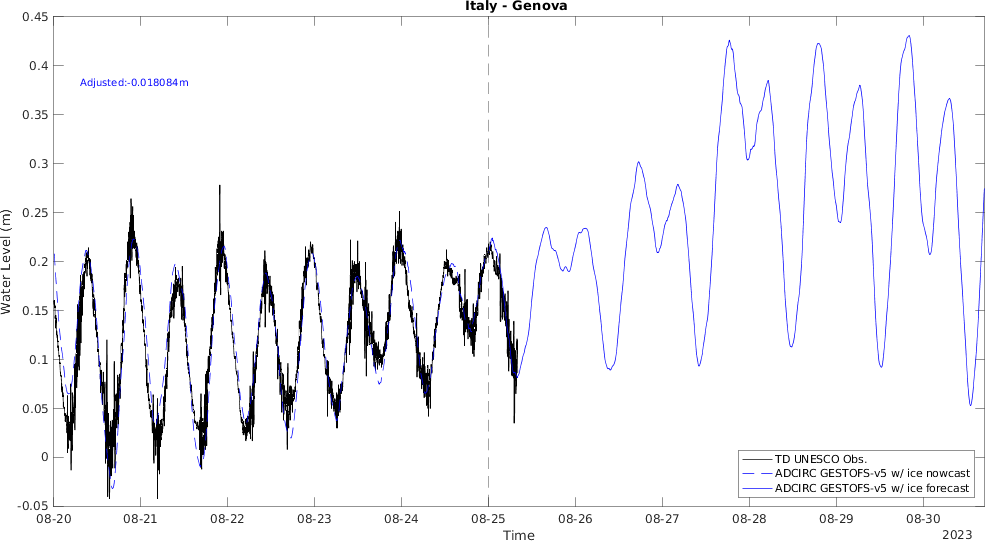 Italy - Genova
Adjusted:-0.018084m
Water Level (m)
0.45
0.4
0.35
0.3
0.25
0.2
0.15
0.1
0.05
0
-0.05
08-20 08-21 08-22 08-23 08-24 08-25 08-26 08-27 08-28 08-29 08-30
2023
Time
TD UNESCO Obs.
ADCIRC GESTOFS-v5 w/ ice nowcast
ADCIRC GESTOFS-v5 w/ ice forecast